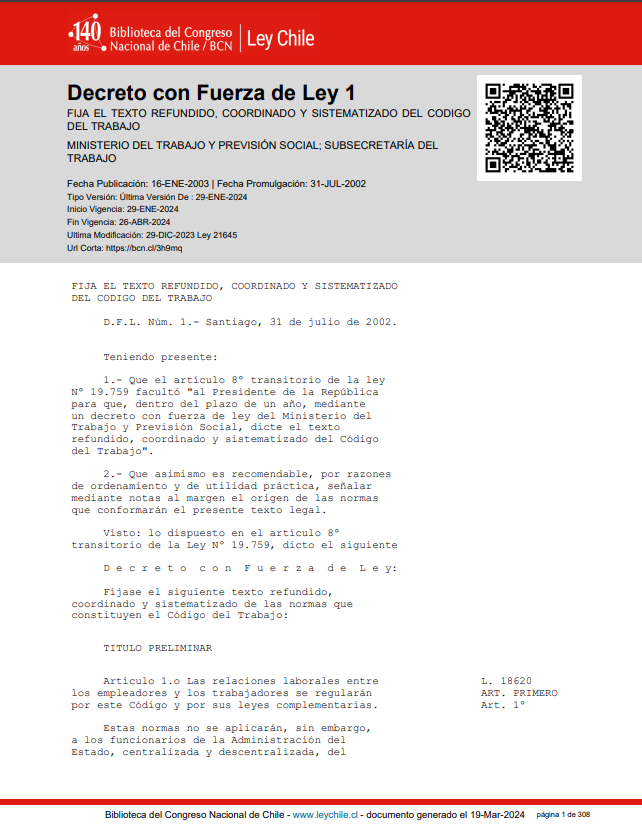 140
años
Biblioteca del Congreso
Nacional de Chile / BCN
Ley Chile
Decreto con Fuerza de Ley 1
FIJA EL TEXTO REFUNDIDO, COORDINADO Y SISTEMATIZADO DEL CODIGO
DEL TRABAJO
MINISTERIO DEL TRABAJO Y PREVISIÓN SOCIAL; SUBSECRETARÍA DEL
TRABAJO
Fecha Publicación: 16-ENE-2003 | Fecha Promulgación: 31-JUL-2002
Tipo Versión: Última Versión De : 29-ENE-2024
Inicio Vigencia: 29-ENE-2024
Fin Vigencia: 26-ABR-2024
Ultima Modificación: 29-DIC-2023 Ley 21645
Url Corta: https://bcn.cl/3h9mq
FIJA EL TEXTO REFUNDIDO, COORDINADO Y SISTEMATIZADO
DEL CODIGO DEL TRABAJO
D.F.L. Núm. 1.- Santiago, 31 de julio de 2002.
Teniendo presente:
1.- Que el artículo 8º transitorio de la ley
Nº 19.759 facultó "al Presidente de la República
para que, dentro del plazo de un año, mediante
un decreto con fuerza de ley del Ministerio del
Trabajo y Previsión Social, dicte el texto
refundido, coordinado y sistematizado del Código
del Trabajo".
2.- Que asimismo es recomendable, por razones
de ordenamiento y de utilidad práctica, señalar
mediante notas al margen el origen de las normas
que conformarán el presente texto legal.
Visto: lo dispuesto en el artículo 8º
transitorio de la Ley Nº 19.759, dicto el siguiente
D e c r e t o c o n F u e r z a d e L e y:
Fíjase el siguiente texto refundido,
coordinado y sistematizado de las normas que
constituyen el Código del Trabajo:
TITULO PRELIMINAR
Artículo 1.o Las relaciones laborales entre
los empleadores y los trabajadores se regularán
por este Código y por sus leyes complementarias.
L. 18620
ART. PRIMERO
Art. 1º
Estas normas no se aplicarán, sin embargo,
a los funcionarios de la Administración del
Estado, centralizada y descentralizada, del
Biblioteca del Congreso Nacional de Chile - www.leychile.cl - documento generado el 19-Mar-2024 página 1 de 308